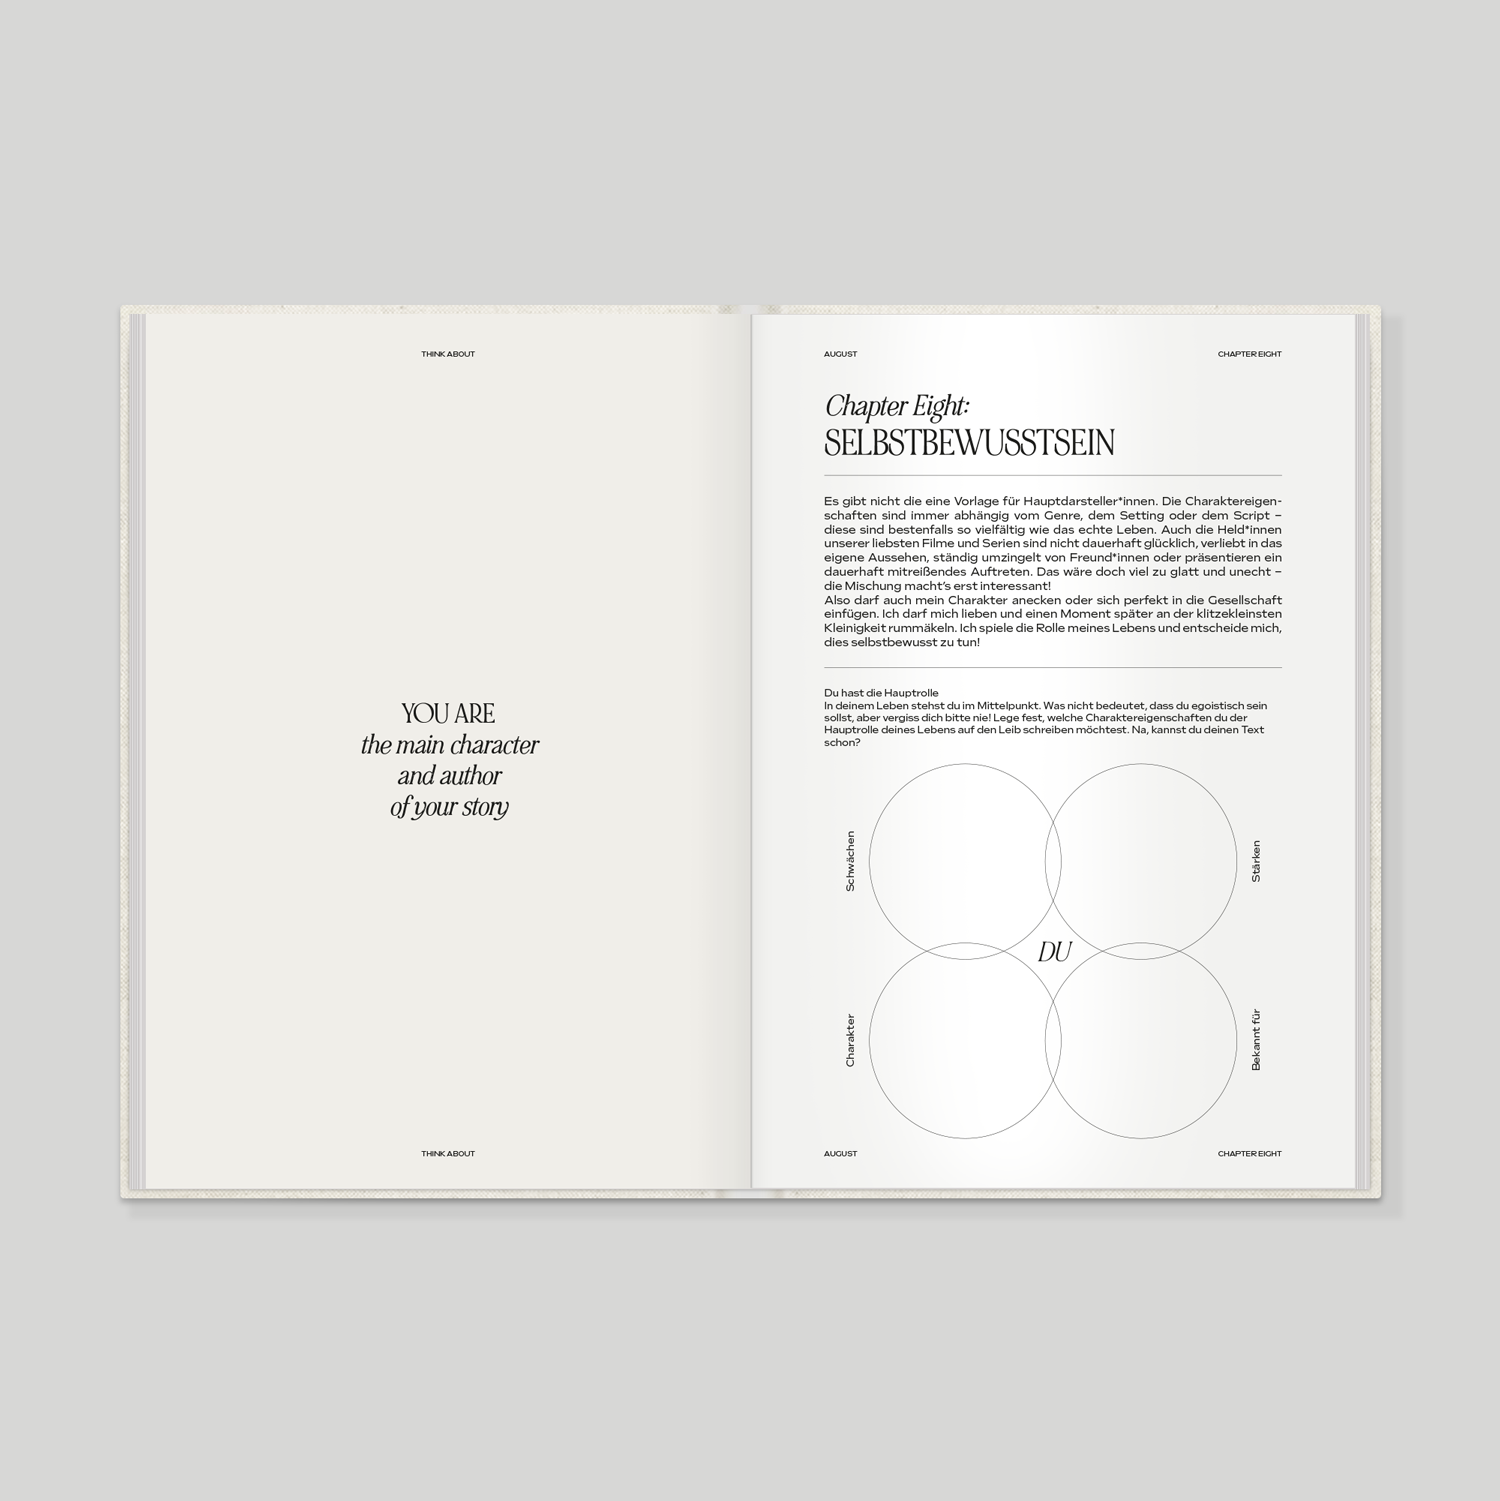 THINK ABOUT
YOU ARE
the main character
and author
of your story
THINK ABOUT
AUGUST
CHAPTER EIGHT
Chapter Eight:
SELBSTBEWUSSTSEIN
Es gibt nicht die eine Vorlage für Hauptdarsteller*innen. Die Charaktereigen-
schaften sind immer abhängig vom Genre, dem Setting oder dem Script –
diese sind bestenfalls so vielfältig wie das echte Leben. Auch die Held*innen
unserer liebsten Filme und Serien sind nicht dauerhaft glücklich, verliebt in das
eigene Aussehen, ständig umzingelt von Freund*innen oder präsentieren ein
dauerhaft mitreißendes Auftreten. Das wäre doch viel zu glatt und unecht –
die Mischung macht's erst interessant!
Also darf auch mein Charakter anecken oder sich perfekt in die Gesellschaft
einfügen. Ich darf mich lieben und einen Moment später an der klitzekleinsten
Kleinigkeit rummäkeln. Ich spiele die Rolle meines Lebens und entscheide mich,
dies selbstbewusst zu tun!
Du hast die Hauptrolle
In deinem Leben stehst du im Mittelpunkt. Was nicht bedeutet, dass du egoistisch sein
sollst, aber vergiss dich bitte nie! Lege fest, welche Charaktereigenschaften du der
Hauptrolle deines Lebens auf den Leib schreiben möchtest. Na, kannst du deinen Text
schon?
Schwächen
Stärken
DU
Charakter
Bekannt für
AUGUST
CHAPTER EIGHT